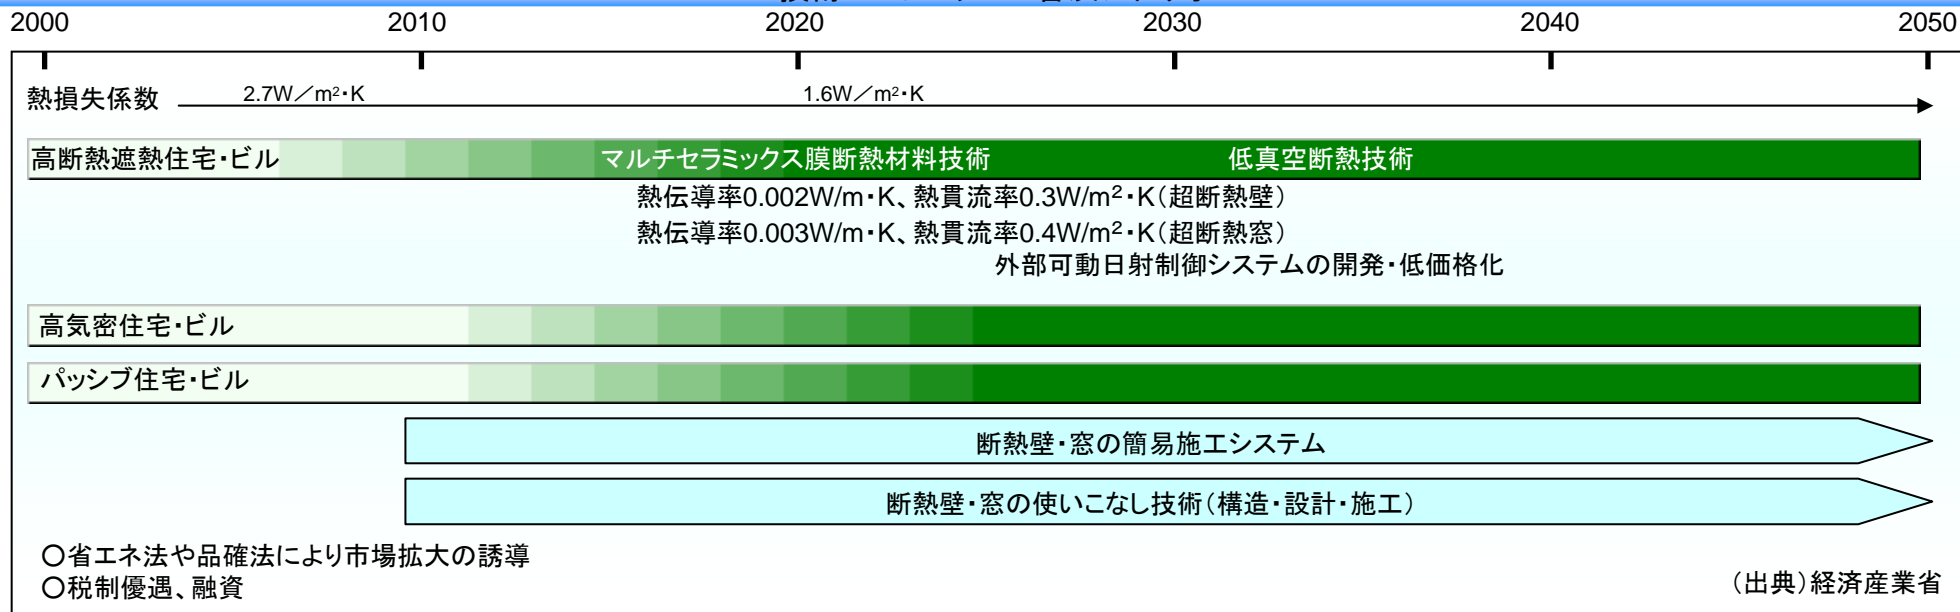 2000 2010 2020 2030 2040 2050
熱損失係数 2.7W／m²・K 1.6W／m²・K
高断熱遮熱住宅・ビル マルチセラミックス膜断熱材料技術 低真空断熱技術
熱伝導率0.002W/m・K、熱貫流率0.3W/m²・K（超断熱壁）
熱伝導率0.003W/m・K、熱貫流率0.4W/m²・K（超断熱窓）
外部可動日射制御システムの開発・低価格化
高気密住宅・ビル
パッシブ住宅・ビル
断熱壁・窓の簡易施工システム
断熱壁・窓の使いこなし技術（構造・設計・施工）
○省エネ法や品確法により市場拡大の誘導
○税制優遇、融資
（出典）経済産業省